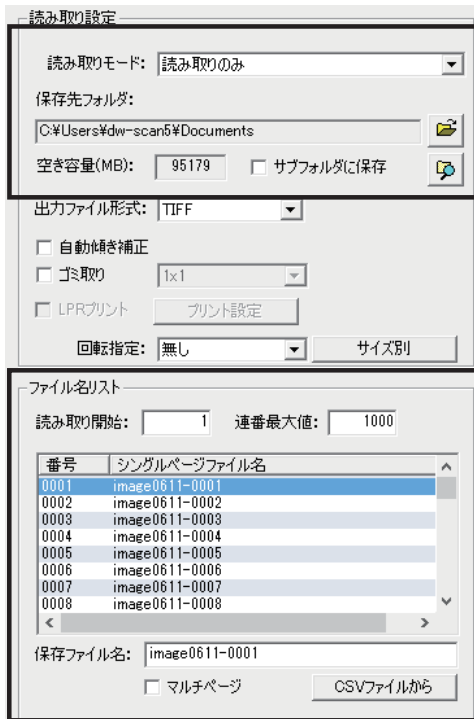 読み取り設定
読み取りモード: 読み取りのみ
保存先フォルダ:
C:¥Users¥dw-scan5¥Documents
空き容量(MB): 95179 サブフォルダに保存
出力ファイル形式: TIFF
自動傾き補正
ゴミ取り 1x1
LPRプリント プリント設定
回転指定: 無し サイズ別
ファイル名リスト
読み取り開始: 1 連番最大値: 1000
番号 シングルページファイル名
0001 image0611-0001
0002 image0611-0002
0003 image0611-0003
0004 image0611-0004
0005 image0611-0005
0006 image0611-0006
0007 image0611-0007
0008 image0611-0008
保存ファイル名: image0611-0001
マルチページ CSVファイルから